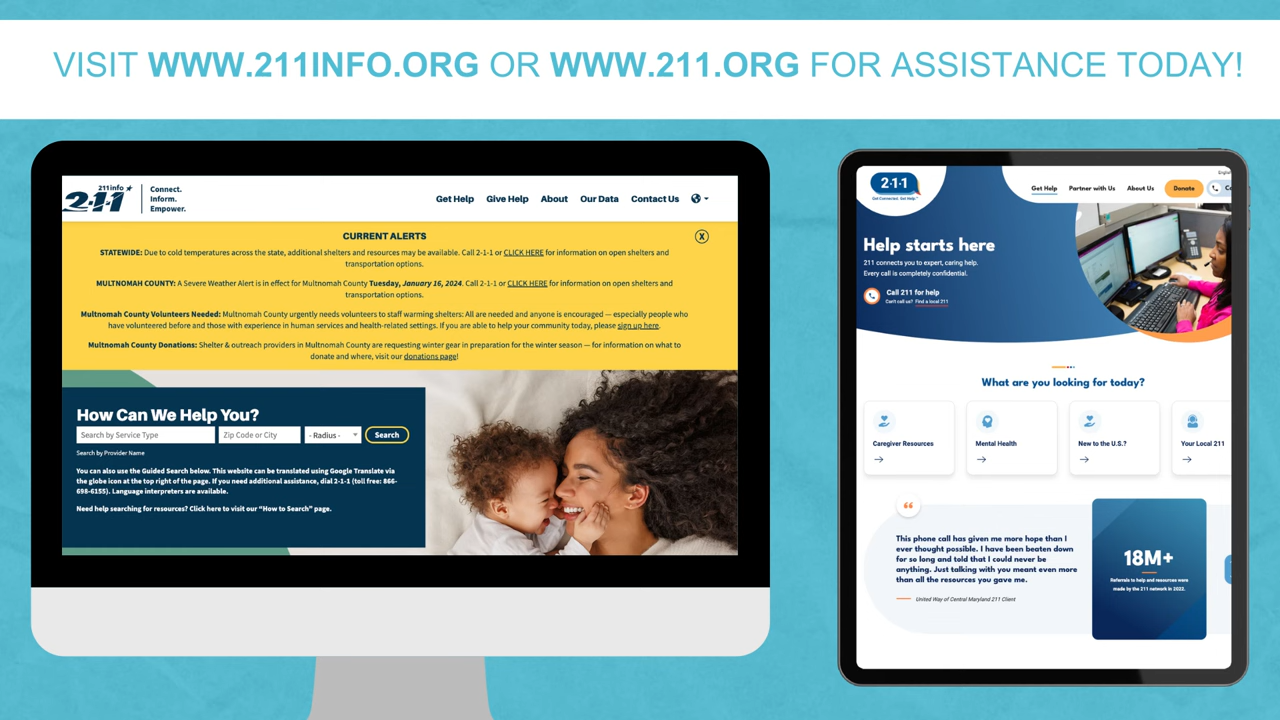 VISIT WWW.211INFO.ORG OR WWW.211.ORG FOR ASSISTANCE TODAY!
211info
2-1-1
Connect.
Inform.
Empower.
Get Help
Give Help
About
Our Data
Contact Us
CURRENT ALERTS
X
STATEWIDE: Due to cold temperatures across the state, additional shelters and resources may be available. Call 2-1-1 or CLICK HERE for information on open shelters and
transportation options.
MULTNOMAH COUNTY: A Severe Weather Alert is in effect for Multnomah County Tuesday, January 16, 2024. Call 2-1-1 or CLICK HERE for information on open shelters and
transportation options.
Multnomah County Volunteers Needed: Multnomah County urgently needs volunteers to staff warming shelters: All are needed and anyone is encouraged — especially people who
have volunteered before and those with experience in human services and health-related settings. If you are able to help your community today, please sign up here.
Multnomah County Donations: Shelter & outreach providers in Multnomah County are requesting winter gear in preparation for the winter season — for information on what to
donate and where, visit our donations page!
How Can We Help You?
Search by Service Type
Zip Code or City
- Radius -
Search
Search by Provider Name
You can also use the Guided Search below. This website can be translated using Google Translate via
the globe icon at the top right of the page. If you need additional assistance, dial 2-1-1 (toll free: 866-
698-6155). Language interpreters are available.
Need help searching for resources? Click here to visit our “How to Search” page.
English
2-1-1
Get Connected. Get Help.™
Get Help
Partner with Us
About Us
Donate
Help starts here
211 connects you to expert, caring help.
Every call is completely confidential.
Call 211 for help
Can't call us? Find a local 211
What are you looking for today?
Caregiver Resources
Mental Health
New to the U.S.?
Your Local 211
This phone call has given me more hope than I
ever thought possible. I have been beaten down
for so long and told that I could never be
anything. Just talking with you meant even more
than all the resources you gave me.
United Way of Central Maryland 211 Client
18M+
Referrals to help and resources were
made by the 211 network in 2022.